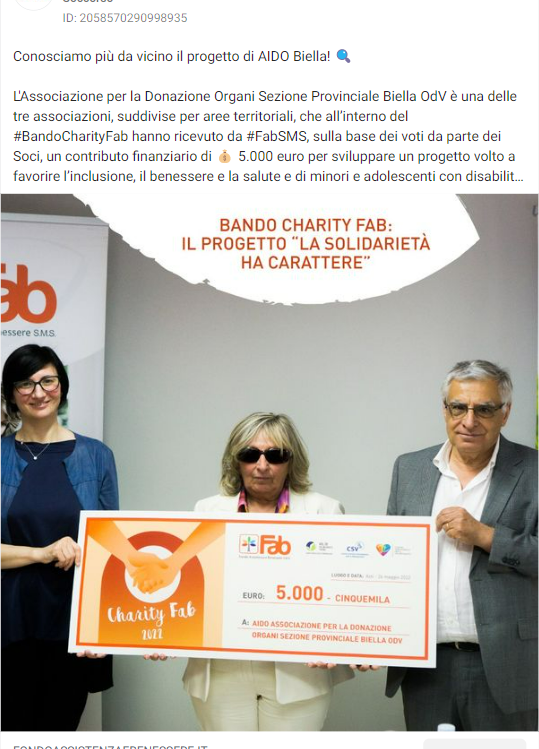 ID: 2058570290998935
Conosciamo più da vicino il progetto di AIDO Biella! 🔍
L'Associazione per la Donazione Organi Sezione Provinciale Biella OdV è una delle
tre associazioni, suddivise per aree territoriali, che all'interno del
#BandoCharityFab hanno ricevuto da #FabSMS, sulla base dei voti da parte dei
Soci, un contributo finanziario di 💰 5.000 euro per sviluppare un progetto volto a
favorire l'inclusione, il benessere e la salute e di minori e adolescenti con disabilit...
BANDO CHARITY FAB:
IL PROGETTO "LA SOLIDARIETÀ
HA CARATTERE"
ab
essere S.M.S.
Fab
CSV
LUOGO E DATA:
EURO: 5.000 - CINQUEMILA
A: AIDO ASSOCIAZIONE PER LA DONAZIONE
ORGANI SEZIONE PROVINCIALE BIELLA ODV
Charity Fab
2022
FONDOASSISTENZAEBENESSERE.IT